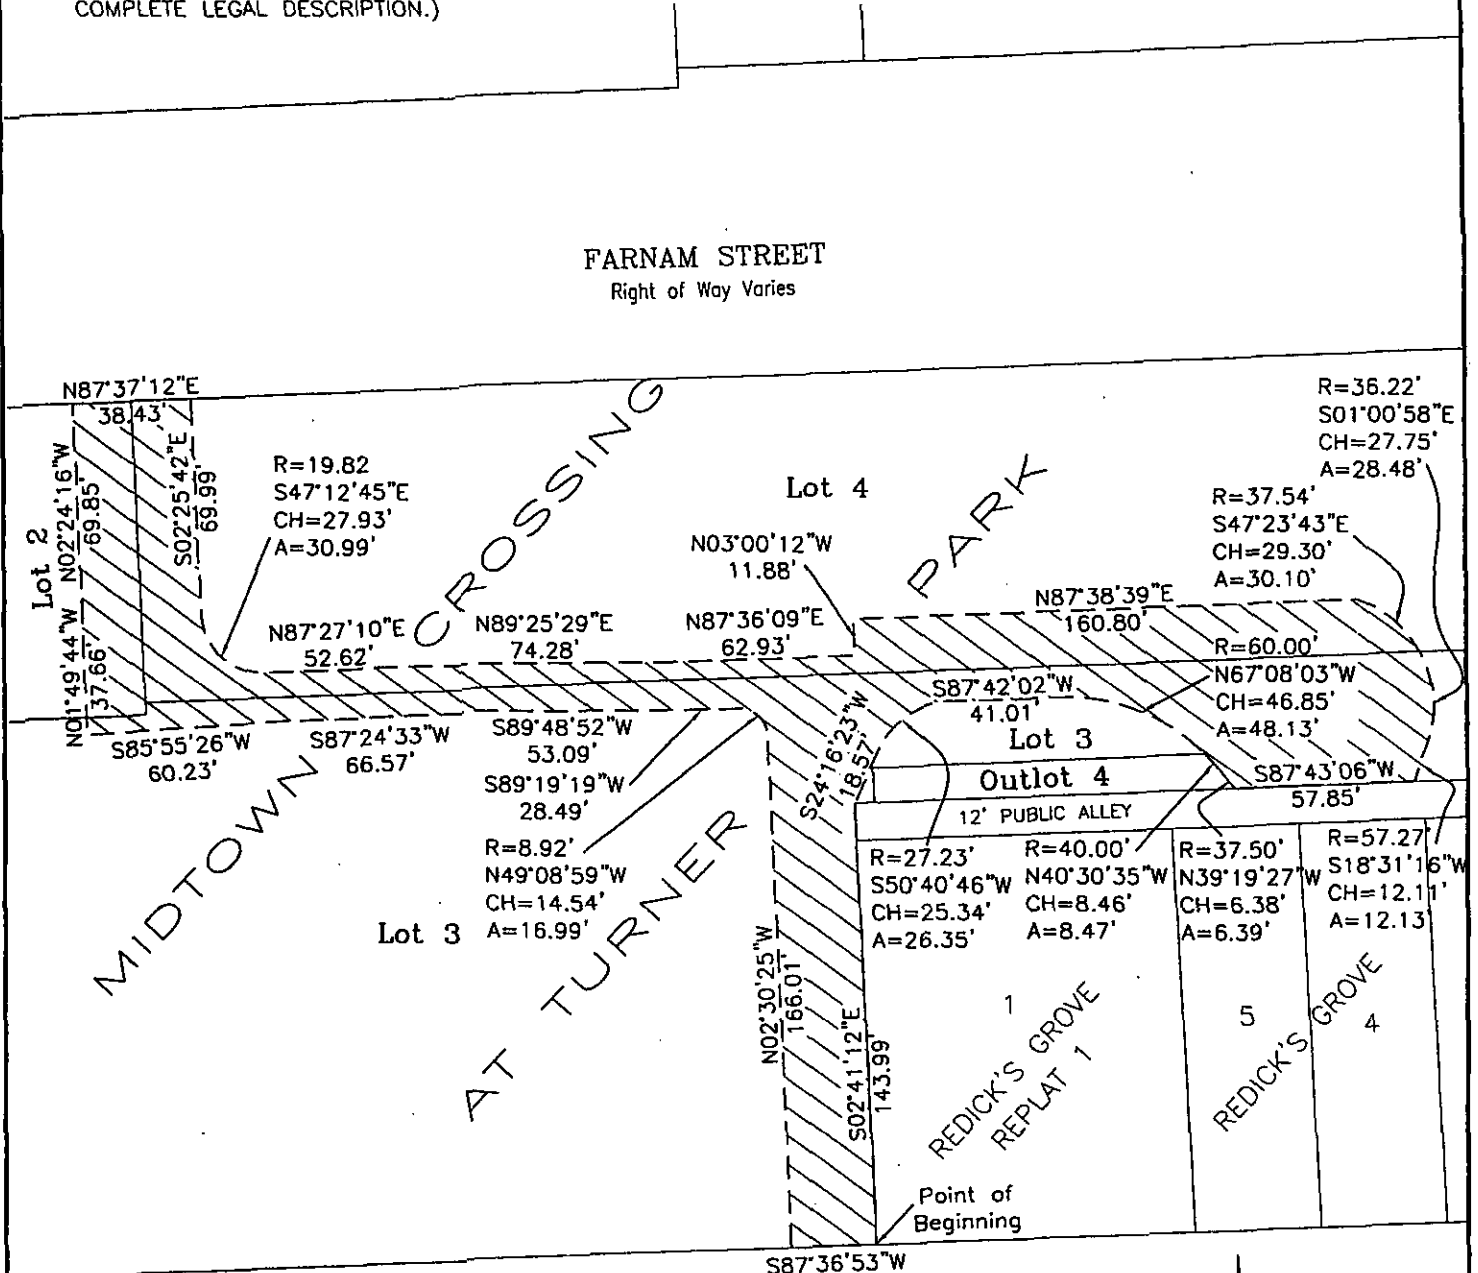 COMPLETE LEGAL DESCRIPTION.)
FARNAM STREET
Right of Way Varies
N87°37'12"E
38.43'
N02°24'16"W
69.85'
S02°25'42"E
69.99'
Lot 2
N01°49'44"W
37.66'
R=19.82
S47°12'45"E
CH=27.93'
A=30.99'
N87°27'10"E
52.62'
N89°25'29"E
74.28'
N87°36'09"E
62.93'
N03°00'12"W
11.88'
Lot 4
N87°38'39"E
160.80'
R=36.22'
S01°00'58"E
CH=27.75'
A=28.48'
R=37.54'
S47°23'43"E
CH=29.30'
A=30.10'
R=60.00'
N67°08'03"W
CH=46.85'
A=48.13'
S87°42'02"W
41.01'
Lot 3
Outlot 4
12' PUBLIC ALLEY
S87°43'06"W
57.85'
S24°16'23"W
18.57'
S85°55'26"W
60.23'
S87°24'33"W
66.57'
S89°48'52"W
53.09'
S89°19'19"W
28.49'
R=8.92'
N49°08'59"W
CH=14.54'
A=16.99'
R=27.23'
S50°40'46"W
CH=25.34'
A=26.35'
R=40.00'
N40°30'35"W
CH=8.46'
A=8.47'
R=37.50'
N39°19'27"W
CH=6.38'
A=6.39'
R=57.27'
S18°31'16"W
CH=12.11'
A=12.13'
MIDTOWN CROSSING
AT TURNER PARK
Lot 3
N02°30'25"W
166.01'
S02°41'12"E
143.99'
1
REDICK'S GROVE
REPLAT 1
5
REDICK'S GROVE
4
Point of
Beginning
S87°36'53"W